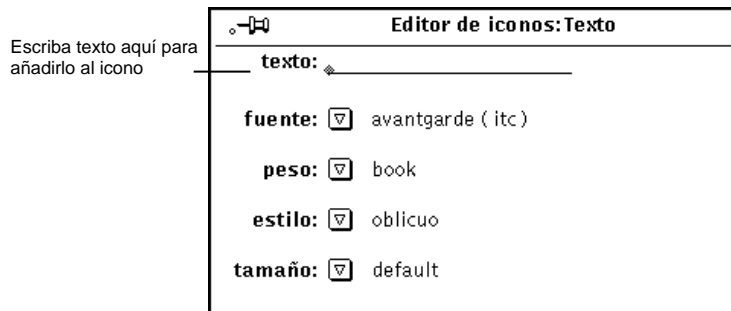 Editor de iconos:Texto
Escriba texto aquí para
añadirlo al icono
texto:
fuente: avantgarde ( itc )
peso: book
estilo: oblicuo
tamaño: default